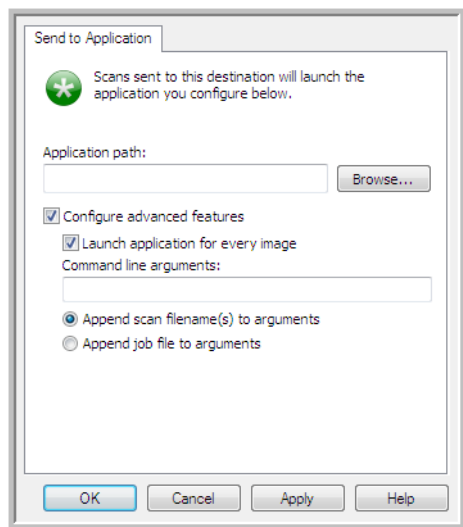 Send to Application
Scans sent to this destination will launch the
application you configure below.
Application path:
Browse...
Configure advanced features
Launch application for every image
Command line arguments:
Append scan filename(s) to arguments
Append job file to arguments
OK Cancel Apply Help